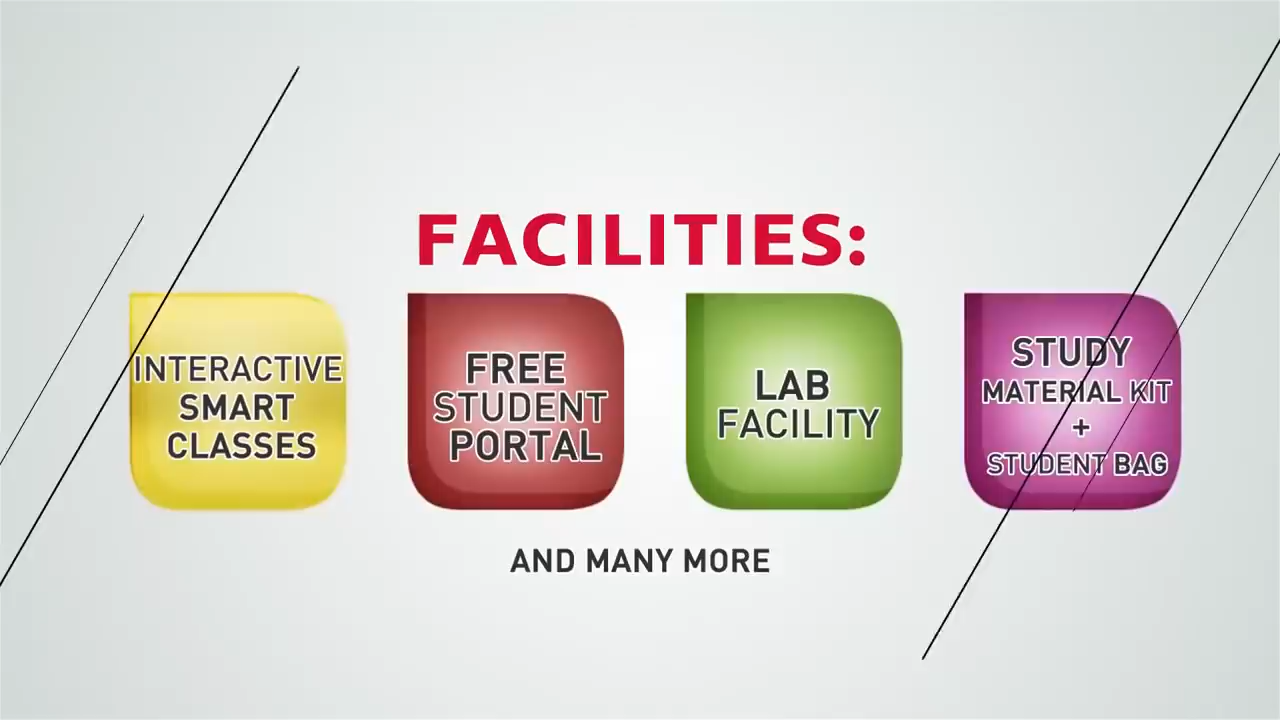 FACILITIES:
INTERACTIVE
SMART
CLASSES
FREE
STUDENT
PORTAL
LAB
FACILITY
STUDY
MATERIAL KIT
+
STUDENT BAG
AND MANY MORE